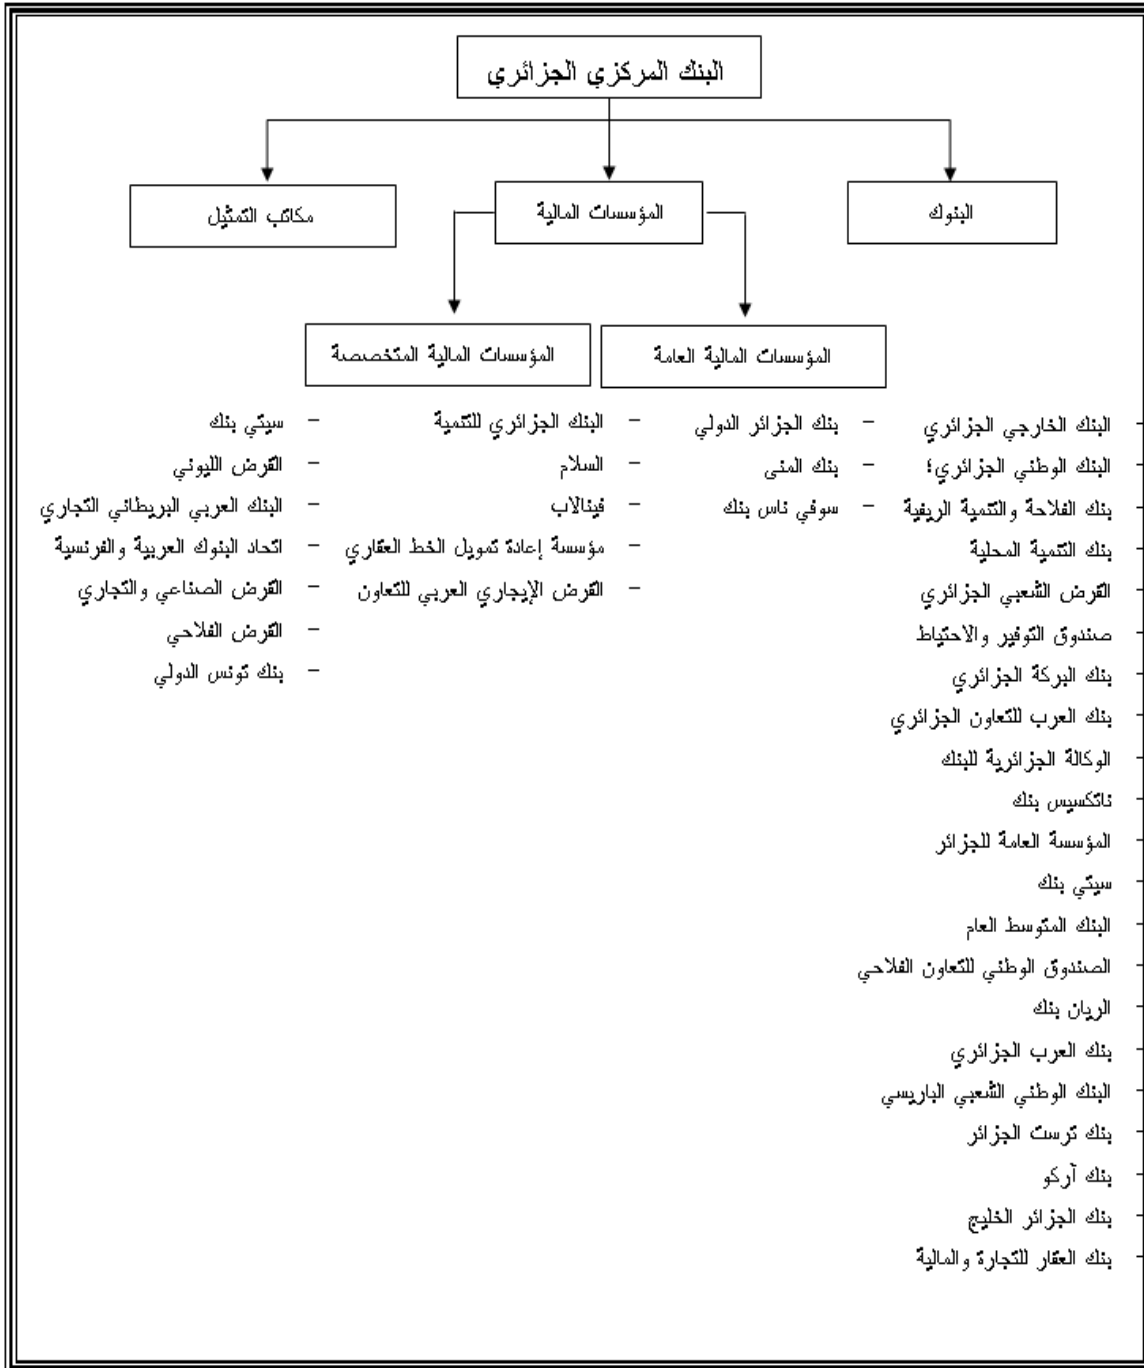 البنك المركزي الجزائري
البنوك
المؤسسات المالية
مكاتب التمثيل
المؤسسات المالية العامة
المؤسسات المالية المتخصصة
- البنك الخارجي الجزائري
- البنك الوطني الجزائري؛
- بنك الفلاحة والتنمية الريفية
- بنك التنمية المحلية
- القرض الشعبي الجزائري
- صندوق التوفير والاحتياط
- بنك البركة الجزائري
- بنك العرب للتعاون الجزائري
- الوكالة الجزائرية للبنك
- ناتكسيس بنك
- المؤسسة العامة للجزائر
- سيتي بنك
- البنك المتوسط العام
- الصندوق الوطني للتعاون الفلاحي
- الريان بنك
- بنك العرب الجزائري
- البنك الوطني الشعبي الباريسي
- بنك ترست الجزائر
- بنك آركو
- بنك الجزائر الخليج
- بنك العقار للتجارة والمالية
- بنك الجزائر الدولي
- بنك المنى
- سوفي ناس بنك
- البنك الجزائري للتنمية
- السلام
- فينالاب
- مؤسسة إعادة تمويل الخط العقاري
- القرض الإيجاري العربي للتعاون
- سيتي بنك
- القرض الليوني
- البنك العربي البريطاني التجاري
- اتحاد البنوك العربية والفرنسية
- القرض الصناعي والتجاري
- القرض الفلاحي
- بنك تونس الدولي